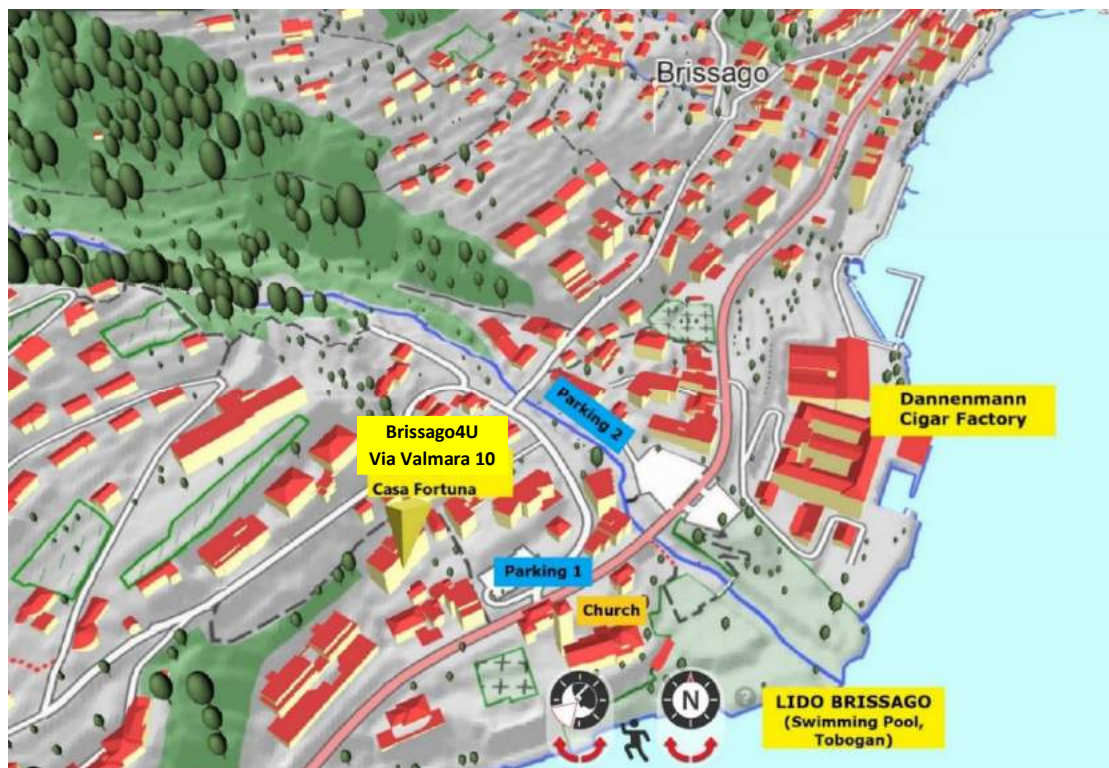 Brissago
Dannenmann
Cigar Factory
Parking 2
Brissago4U
Via Valmara 10
Casa Fortuna
Parking 1
Church
N
?
LIDO BRISSAGO
(Swimming Pool,
Tobogan)